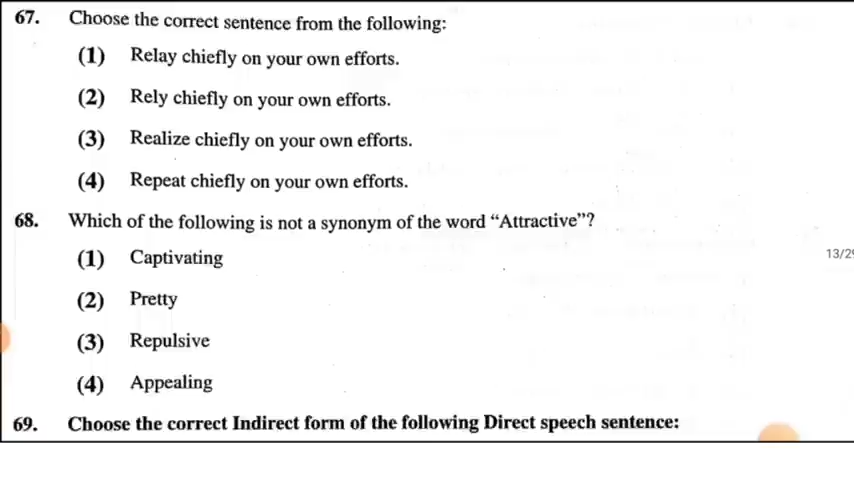 67. Choose the correct sentence from the following:
(1) Relay chiefly on your own efforts.
(2) Rely chiefly on your own efforts.
(3) Realize chiefly on your own efforts.
(4) Repeat chiefly on your own efforts.
68. Which of the following is not a synonym of the word “Attractive”?
(1) Captivating
13/29
(2) Pretty
(3) Repulsive
(4) Appealing
69. Choose the correct Indirect form of the following Direct speech sentence: